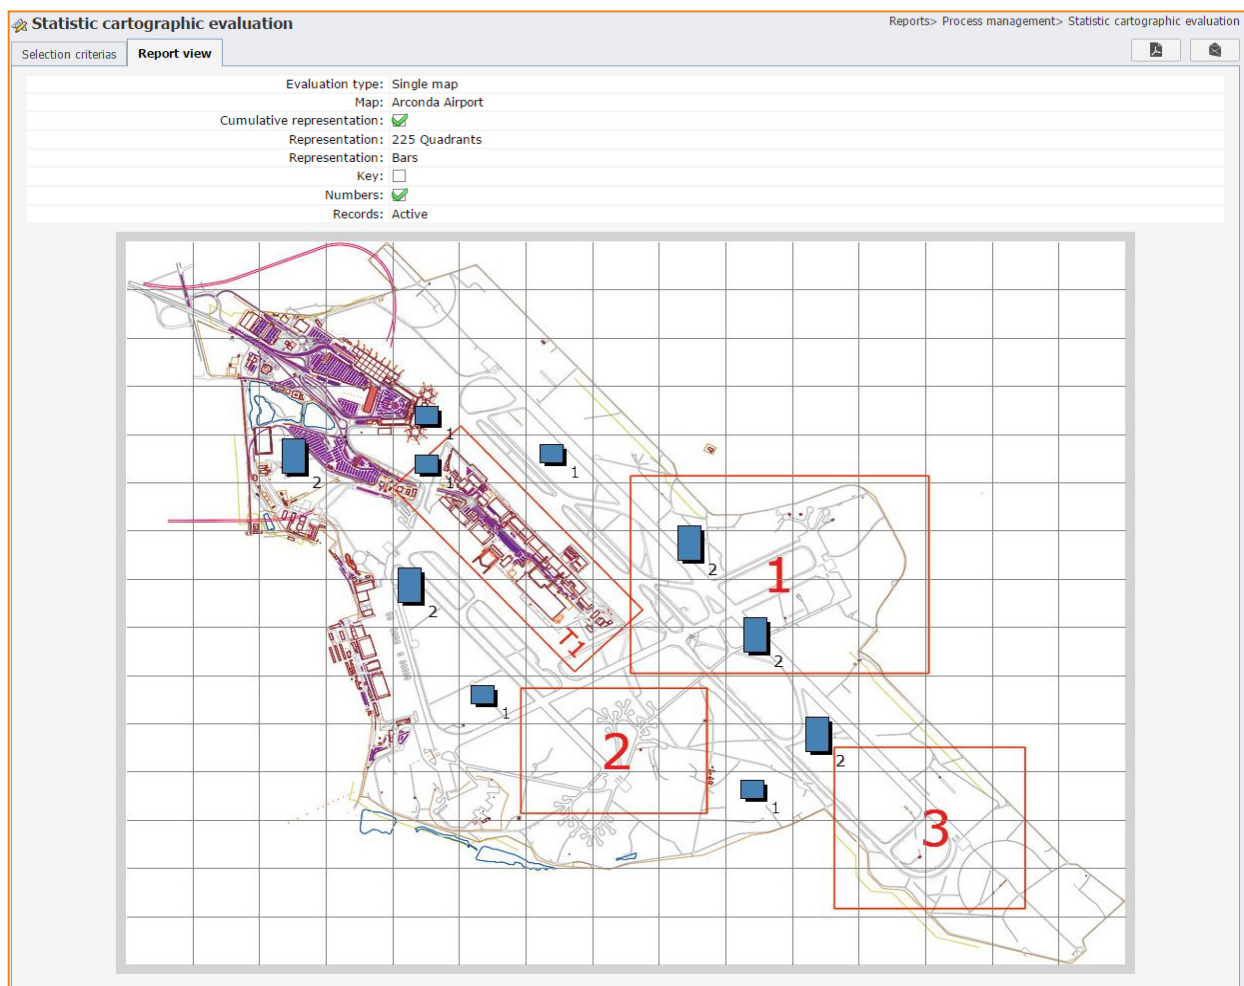 Statistic cartographic evaluation
Reports> Process management> Statistic cartographic evaluation
Selection criterias
Report view
Evaluation type: Single map
Map: Arconda Airport
Cumulative representation:
Representation: 225 Quadrants
Representation: Bars
Key:
Numbers:
Records: Active
1
1
2
1
2
1
2
T1
2
1
2
2
1
3